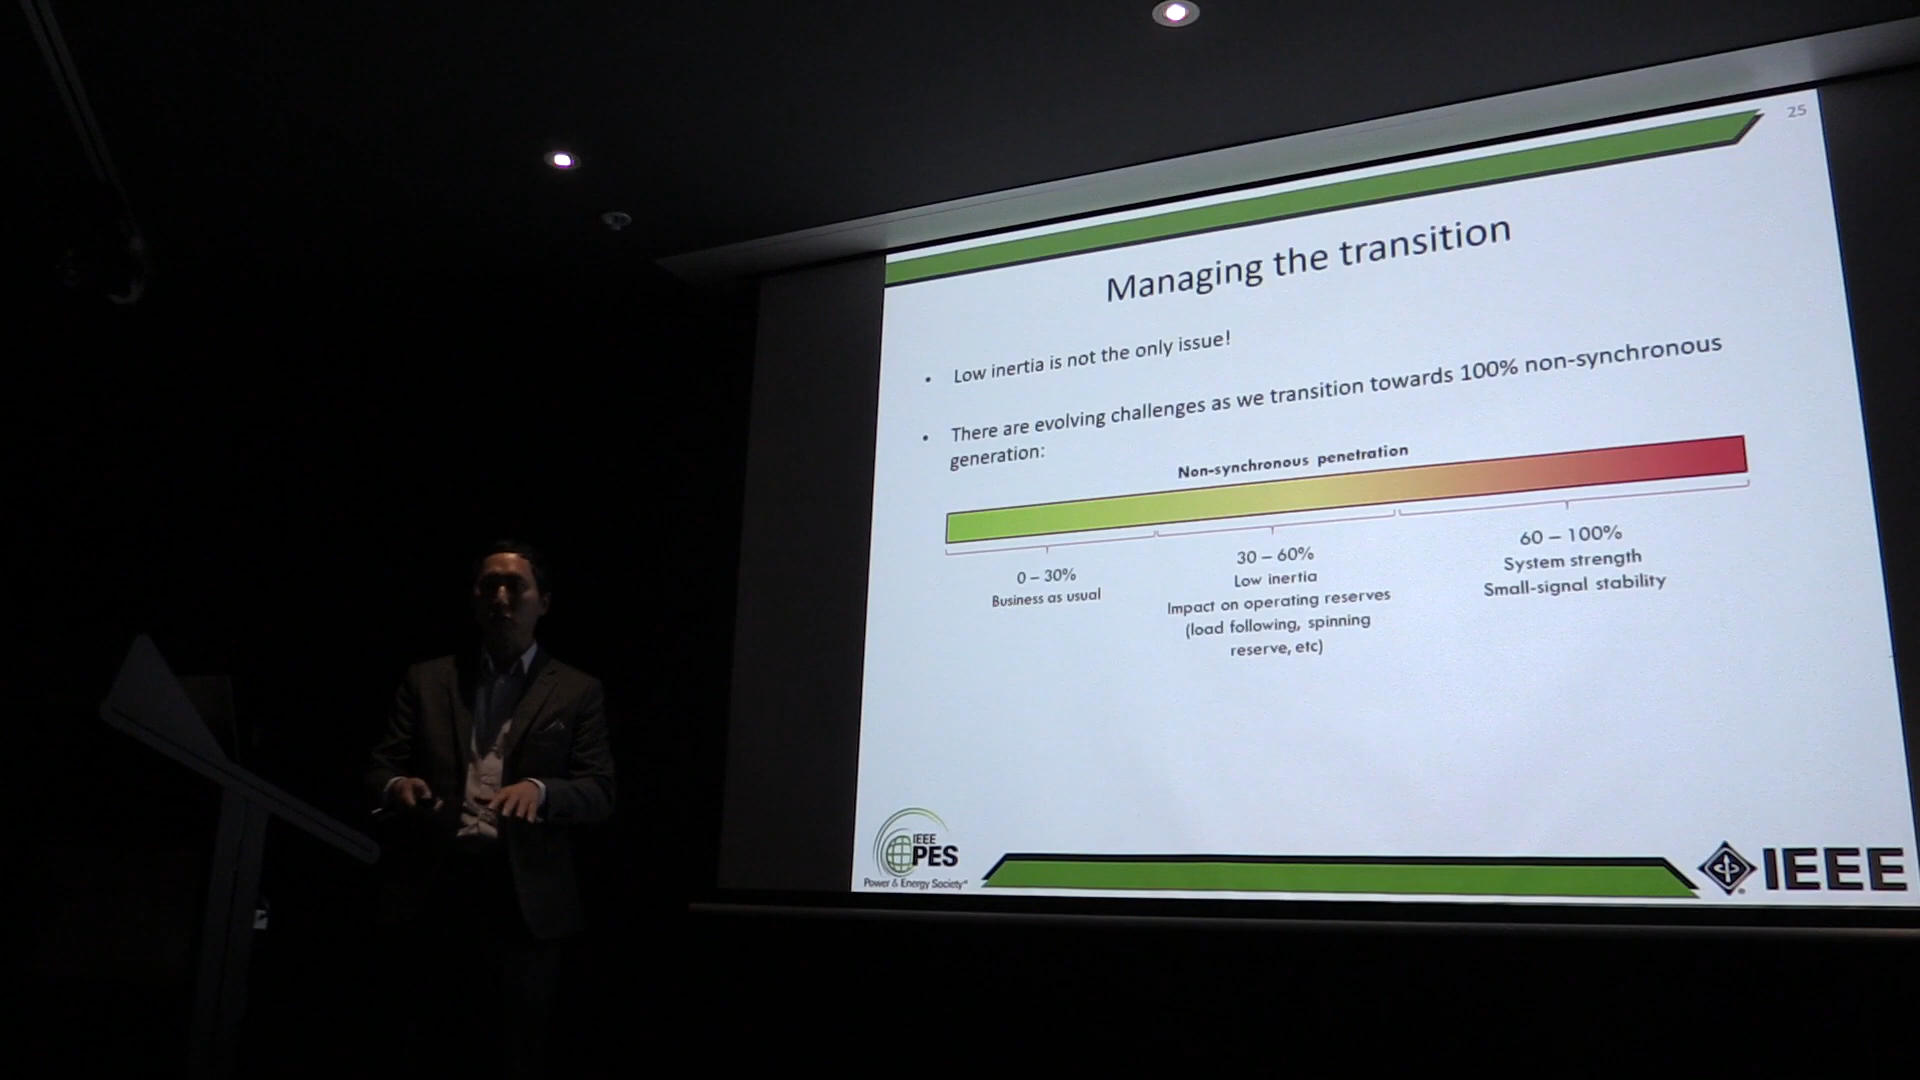 25
Managing the transition
• Low inertia is not the only issue!
• There are evolving challenges as we transition towards 100% non-synchronous
generation:
Non-synchronous penetration
0 – 30%
Business as usual
30 – 60%
Low inertia
Impact on operating reserves
(load following, spinning
reserve, etc)
60 – 100%
System strength
Small-signal stability
IEEE
PES
Power & Energy Society®
IEEE